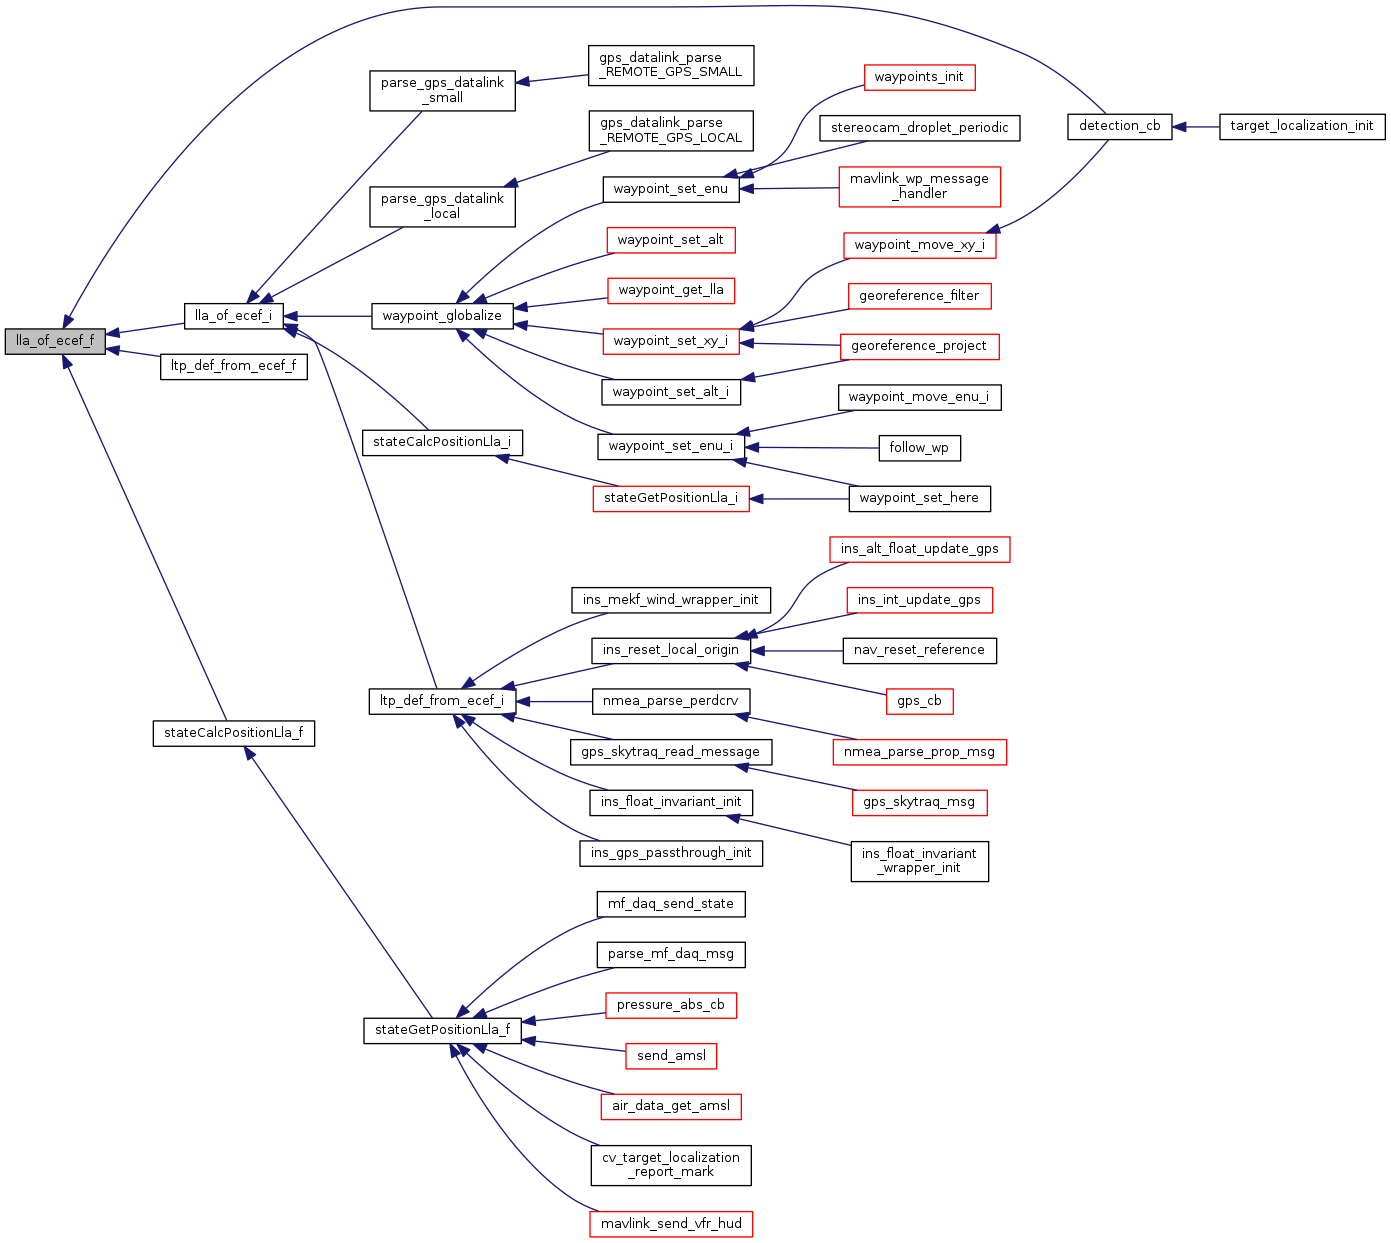 gps_datalink_parse
_REMOTE_GPS_SMALL
parse_gps_datalink
_small
waypoints_init
gps_datalink_parse
_REMOTE_GPS_LOCAL
stereocam_droplet_periodic
detection_cb
target_localization_init
waypoint_set_enu
mavlink_wp_message
_handler
parse_gps_datalink
_local
waypoint_set_alt
waypoint_move_xy_i
waypoint_get_lla
georeference_filter
lla_of_ecef_i
waypoint_globalize
lla_of_ecef_f
waypoint_set_xy_i
georeference_project
ltp_def_from_ecef_f
waypoint_set_alt_i
waypoint_move_enu_i
stateCalcPositionLla_i
waypoint_set_enu_i
follow_wp
stateGetPositionLla_i
waypoint_set_here
ins_alt_float_update_gps
ins_mekf_wind_wrapper_init
ins_int_update_gps
ins_reset_local_origin
nav_reset_reference
ltp_def_from_ecef_i
nmea_parse_perdcrv
gps_cb
stateCalcPositionLla_f
gps_skytraq_read_message
nmea_parse_prop_msg
ins_float_invariant_init
gps_skytraq_msg
ins_gps_passthrough_init
ins_float_invariant
_wrapper_init
mf_daq_send_state
parse_mf_daq_msg
pressure_abs_cb
stateGetPositionLla_f
send_amsl
air_data_get_amsl
cv_target_localization
_report_mark
mavlink_send_vfr_hud